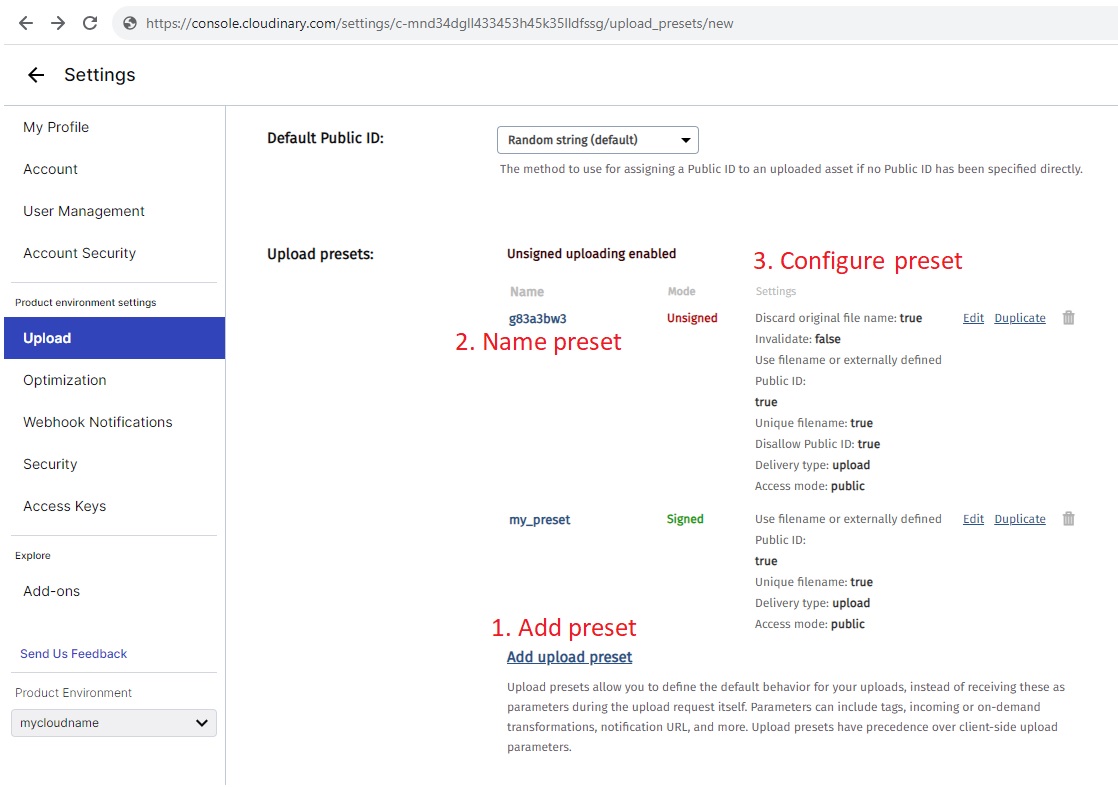 https://console.cloudinary.com/settings/c-mnd34dgll433453h45k35lldfssg/upload_presets/new
Settings
My Profile
Account
User Management
Account Security
Product environment settings
Upload
Optimization
Webhook Notifications
Security
Access Keys
Explore
Add-ons
Send Us Feedback
Product Environment
mycloudname
Default Public ID:
Random string (default)
The method to use for assigning a Public ID to an uploaded asset if no Public ID has been specified directly.
Upload presets:
Unsigned uploading enabled
3. Configure preset
Name Mode Settings
g83a3bw3 Unsigned Discard original file name: true Edit Duplicate
2. Name preset
Invalidate: false
Use filename or externally defined
Public ID:
true
Unique filename: true
Disallow Public ID: true
Delivery type: upload
Access mode: public
my_preset Signed Use filename or externally defined Edit Duplicate
Public ID:
true
Unique filename: true
Delivery type: upload
Access mode: public
1. Add preset
Add upload preset
Upload presets allow you to define the default behavior for your uploads, instead of receiving these as
parameters during the upload request itself. Parameters can include tags, incoming or on-demand
transformations, notification URL, and more. Upload presets have precedence over client-side upload
parameters.